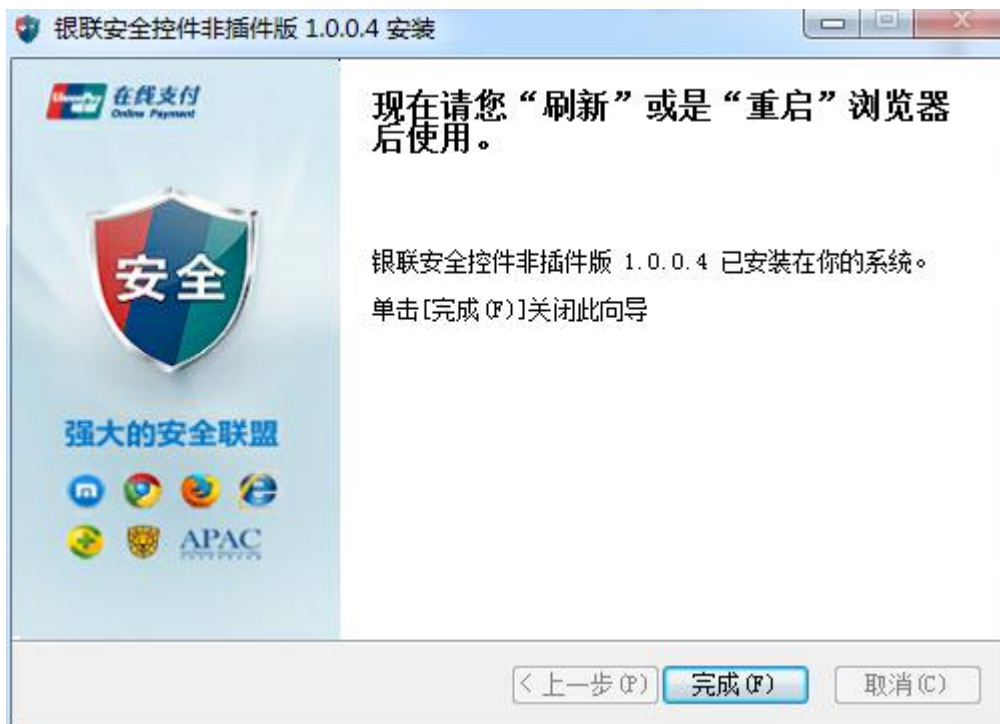 银联安全控件非插件版 1.0.0.4 安装
UnionPay 在线支付
Online Payment
现在请您“刷新”或是“重启”浏览器
后使用。
安全
银联安全控件非插件版 1.0.0.4 已安装在你的系统。
单击[完成(F)]关闭此向导
强大的安全联盟
APAC
<上一步(P)
完成(F)
取消(C)